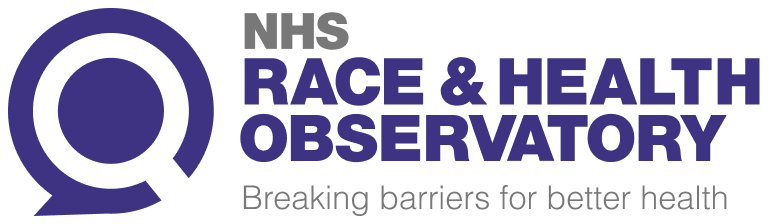 NHS
RACE & HEALTH
OBSERVATORY
Breaking barriers for better health